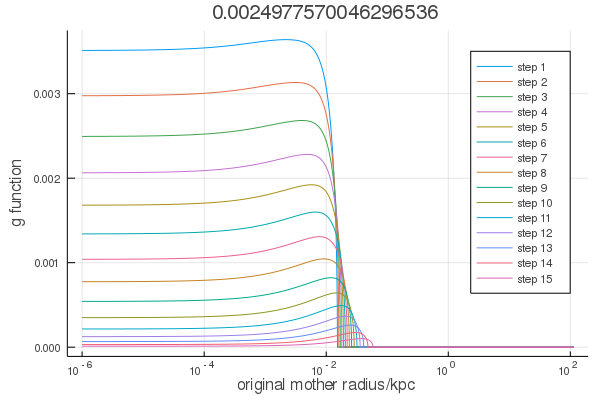 0.0024977570046296536
g function
0.003
0.002
0.001
0.000
step 1
step 2
step 3
step 4
step 5
step 6
step 7
step 8
step 9
step 10
step 11
step 12
step 13
step 14
step 15
10^-6 10^-4 10^-2 10^0 10^2
original mother radius/kpc